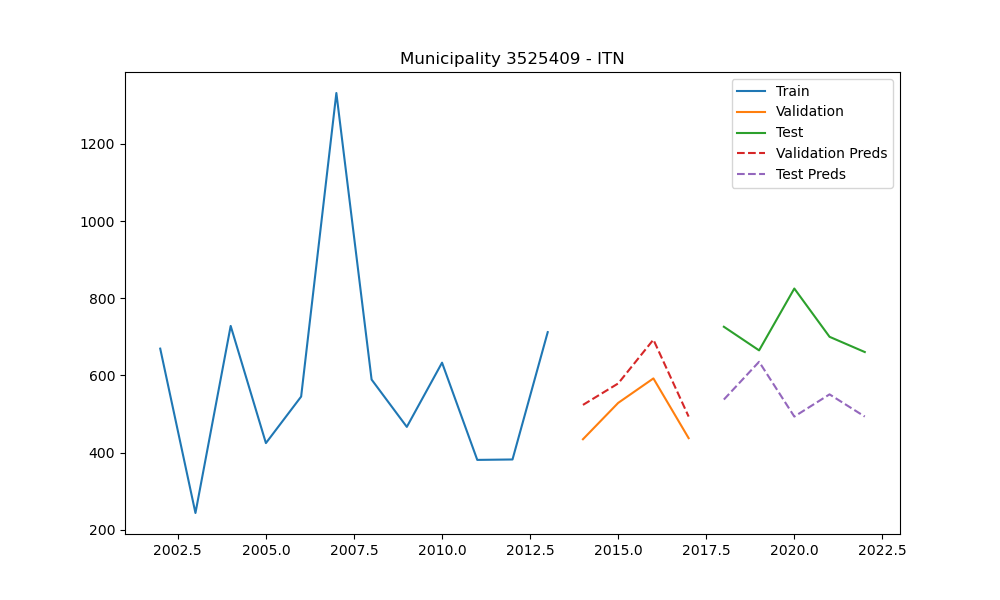 Municipality 3525409 - ITN
Train
Validation
Test
Validation Preds
Test Preds
1200
1000
800
600
400
200
2002.5 2005.0 2007.5 2010.0 2012.5 2015.0 2017.5 2020.0 2022.5